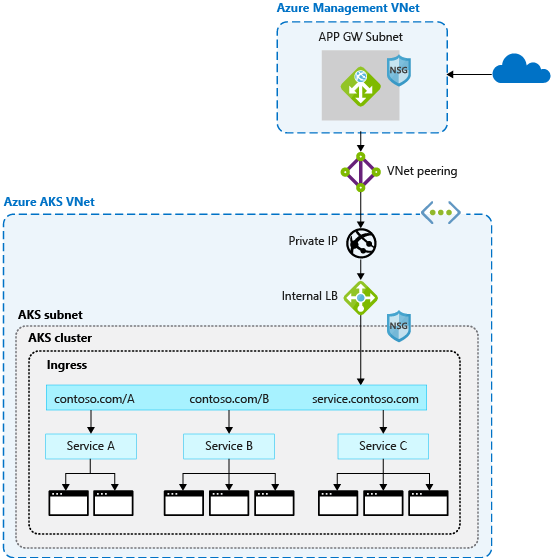 Azure Management VNet
APP GW Subnet
NSG
VNet peering
Azure AKS VNet
Private IP
Internal LB
AKS subnet
NSG
AKS cluster
Ingress
contoso.com/A contoso.com/B service.contoso.com
Service A Service B Service C